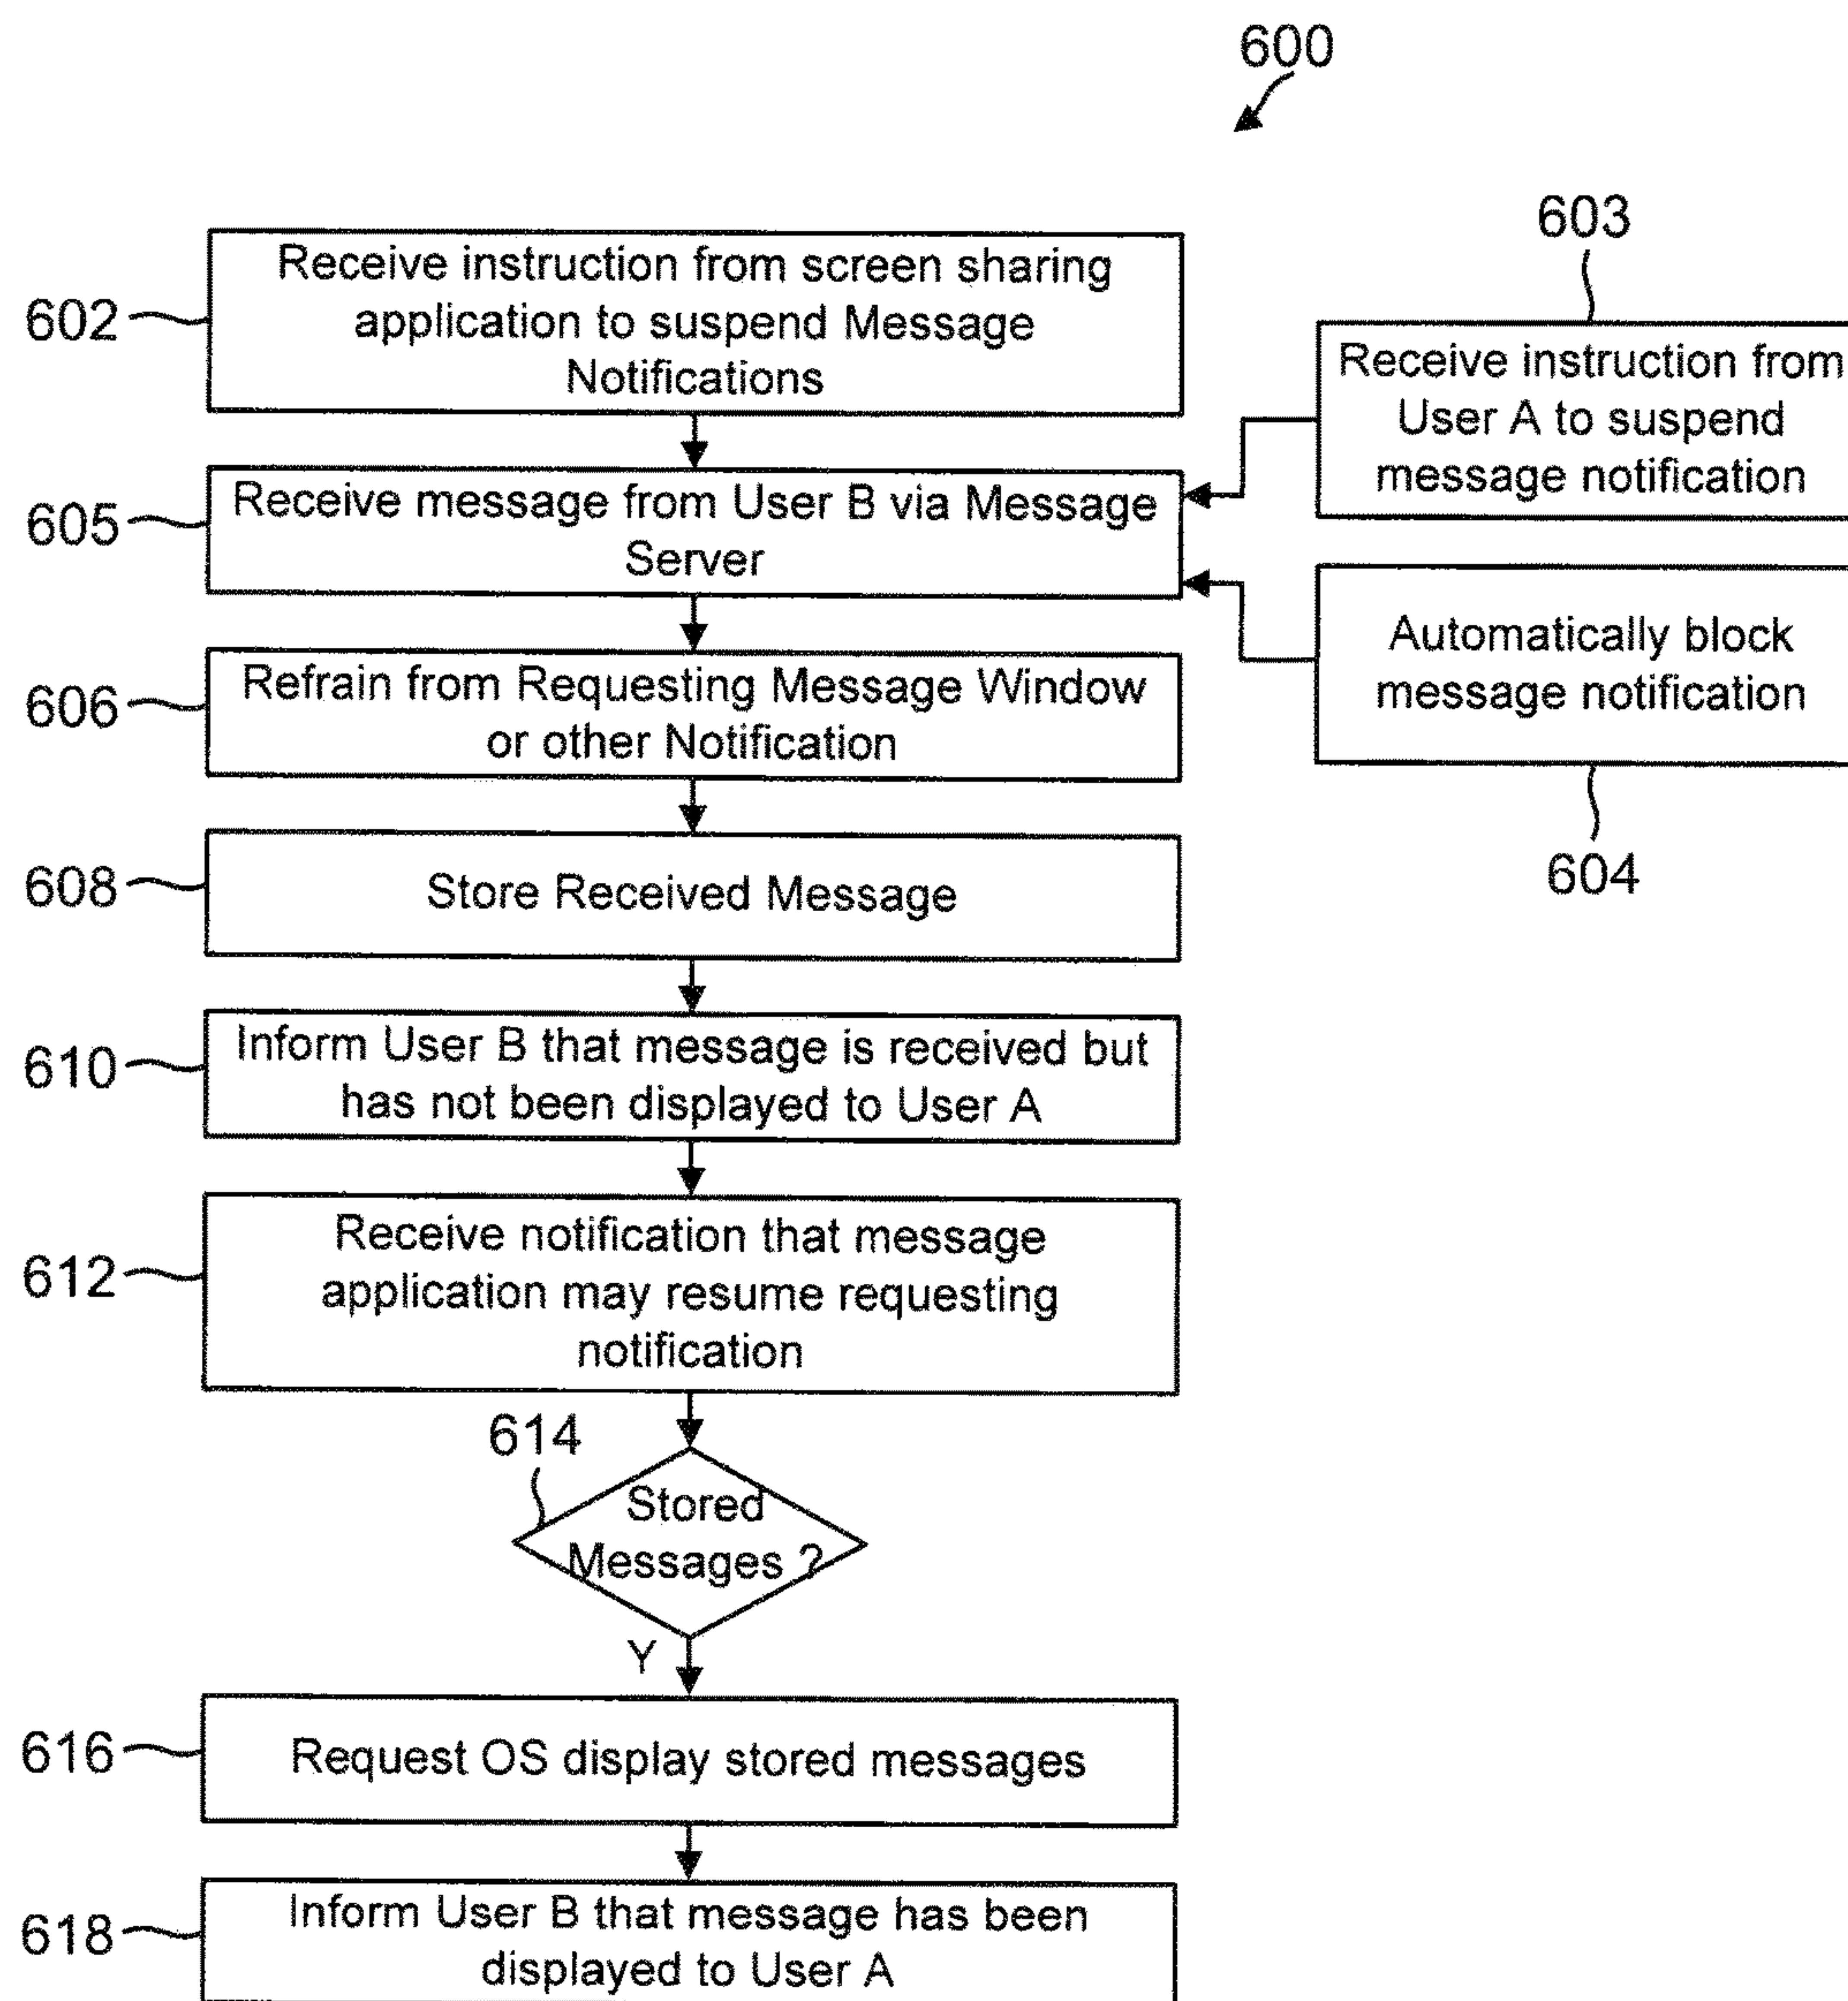 600
602
Receive instruction from screen sharing
application to suspend Message
Notifications
603
Receive instruction from
User A to suspend
message notification
605
Receive message from User B via Message
Server
Automatically block
message notification
604
606
Refrain from Requesting Message Window
or other Notification
608
Store Received Message
610
Inform User B that message is received but
has not been displayed to User A
612
Receive notification that message
application may resume requesting
notification
614
Stored
Messages ?
Y
616
Request OS display stored messages
618
Inform User B that message has been
displayed to User A